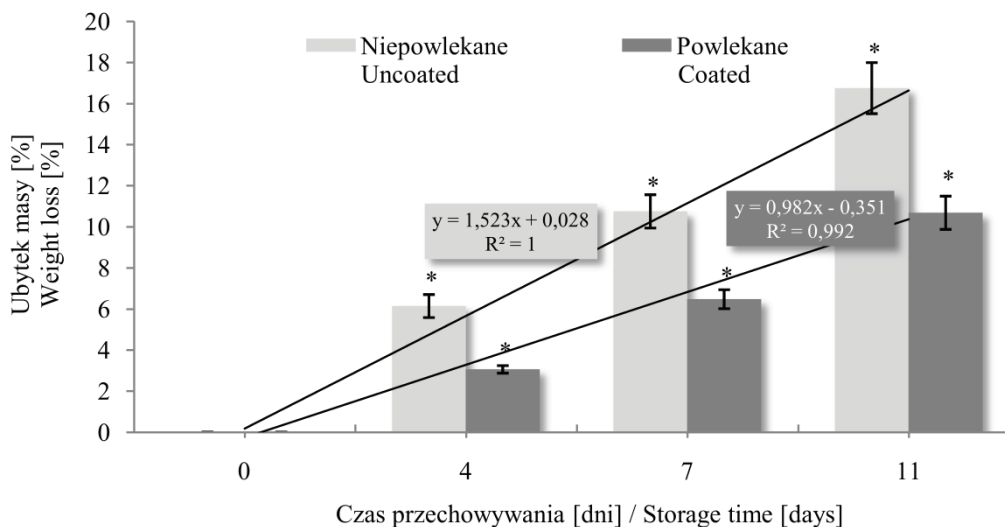 Ubytek masy [%]
Weight loss [%]
20
18
16
14
12
10
8
6
4
2
0
Niepowlekane
Uncoated
Powlekane
Coated
*
*
*
*
*
*
y = 1,523x + 0,028
R² = 1
y = 0,982x - 0,351
R² = 0,992
0 4 7 11
Czas przechowywania [dni] / Storage time [days]